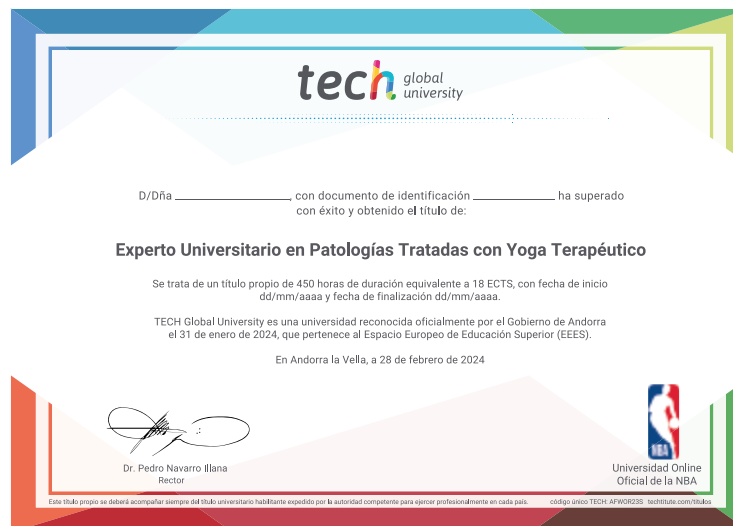 tech global university
D/Dña ______________, con documento de identificación ______________ ha superado
con éxito y obtenido el título de:
Experto Universitario en Patologías Tratadas con Yoga Terapéutico
Se trata de un título propio de 450 horas de duración equivalente a 18 ECTS, con fecha de inicio
dd/mm/aaaa y fecha de finalización dd/mm/aaaa.
TECH Global University es una universidad reconocida oficialmente por el Gobierno de Andorra
el 31 de enero de 2024, que pertenece al Espacio Europeo de Educación Superior (EEES).
En Andorra la Vella, a 28 de febrero de 2024
Dr. Pedro Navarro Illana
Rector
NBA
Universidad Online
Oficial de la NBA
Este título propio se deberá acompañar siempre del título universitario habilitante expedido por la autoridad competente para ejercer profesionalmente en cada país. código único TECH: AFWOR23S techtitute.com/titulos